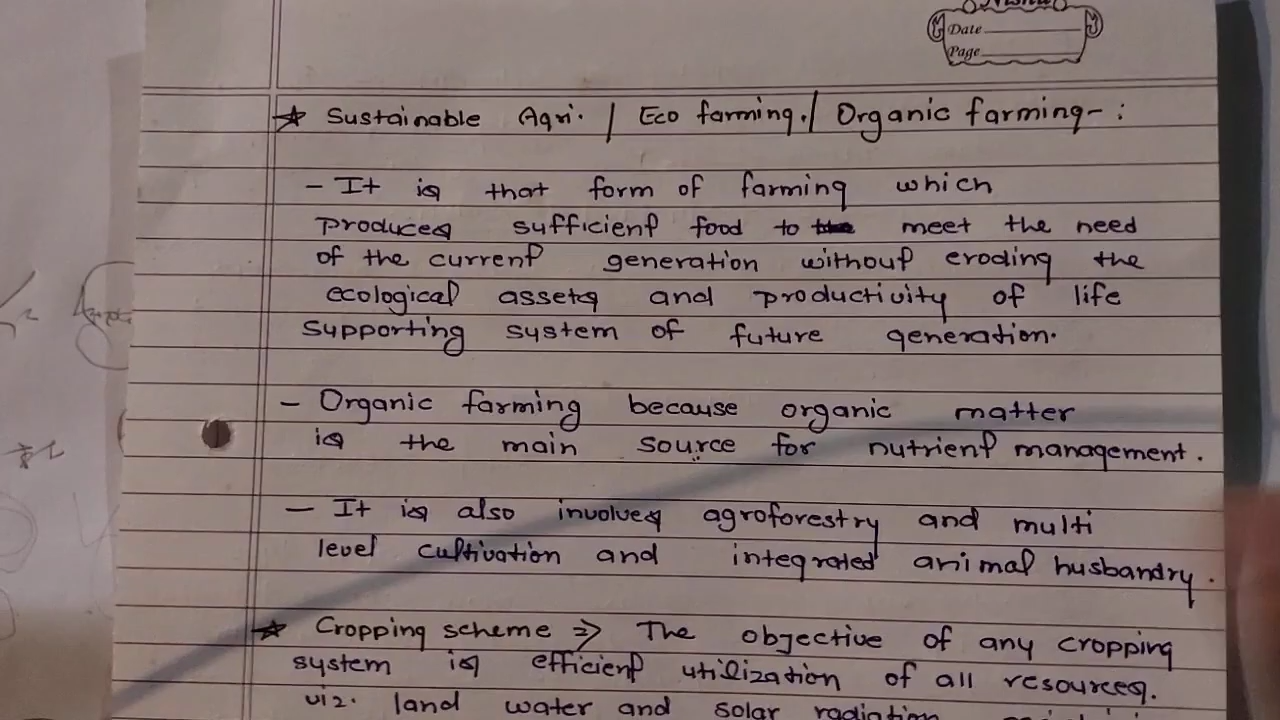 Date
Page
★ Sustainable Agri. / Eco farming. / Organic farming- :
- It is that form of farming which
produces sufficient food to meet the need
of the current generation without eroding the
ecological assets and productivity of life
supporting system of future generation.
- Organic farming because organic matter
is the main source for nutrient management.
- It is also involves agroforestry and multi
level cultivation and integrated animal husbandry.
★ Cropping scheme => The objective of any cropping
system is efficient utilization of all resources.
viz. land water and solar radiation